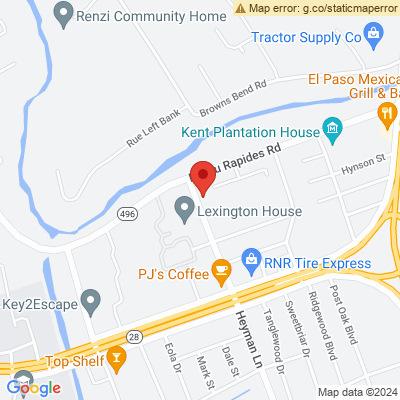 Map error: g.co/staticmaperror
Renzi Community Home
Tractor Supply Co
El Paso Mexica
Grill & Ba
Browns Bend Rd
Rue Left Bank
Kent Plantation House
u Rapides Rd
Hynson St
496
Lexington House
PJ's Coffee
RNR Tire Express
Key2Escape
28
Top Shelf
Heyman Ln
Eola Dr
Mark St
Dale St
Tanglewood Dr
Sweetbriar Dr
Ridgewood Blvd
Post Oak Blvd
Google
Map data ©2024